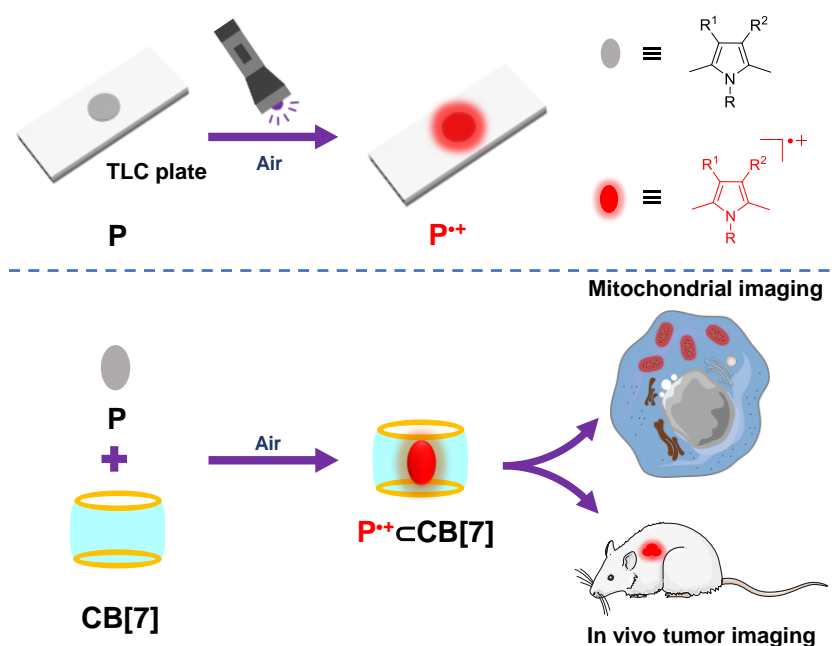 TLC plate
Air
P
P•+
≡
R1 R2
N
R
≡
R1 R2 •+
N
R
Mitochondrial imaging
P
+
CB[7]
Air
P•+⊂CB[7]
In vivo tumor imaging